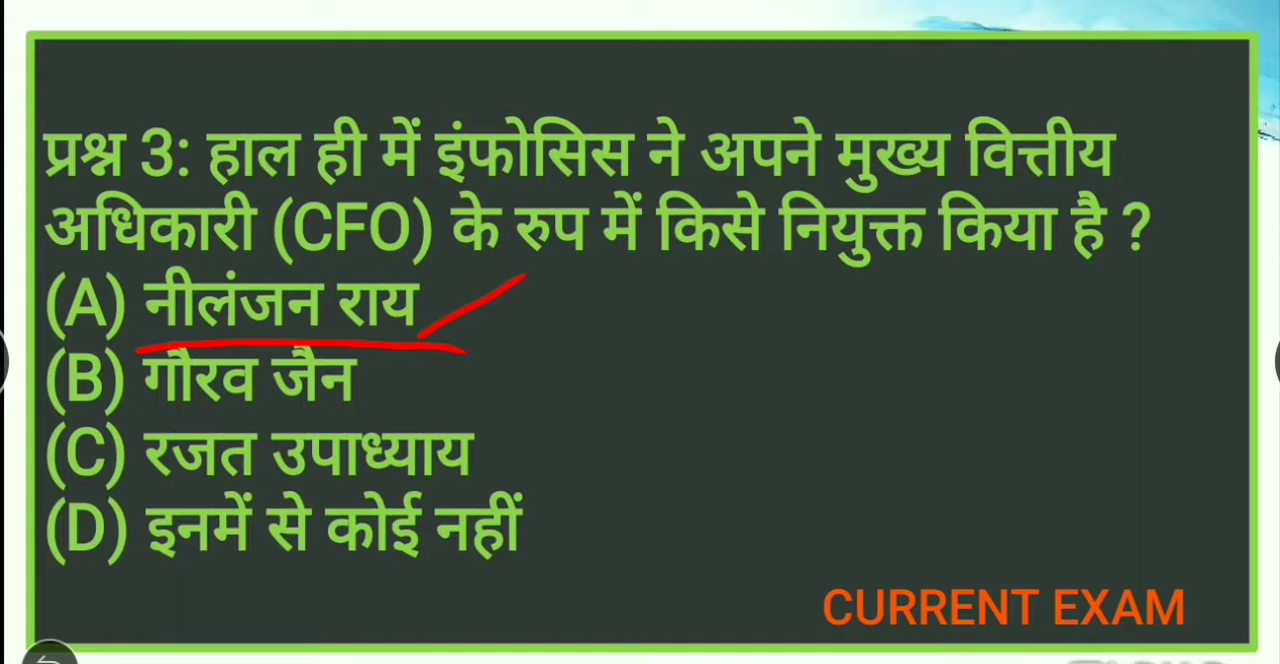 प्रश्न 3: हाल ही में इंफोसिस ने अपने मुख्य वित्तीय
अधिकारी (CFO) के रुप में किसे नियुक्त किया है ?
(A) नीलंजन राय
(B) गौरव जैन
(C) रजत उपाध्याय
(D) इनमें से कोई नहीं
CURRENT EXAM